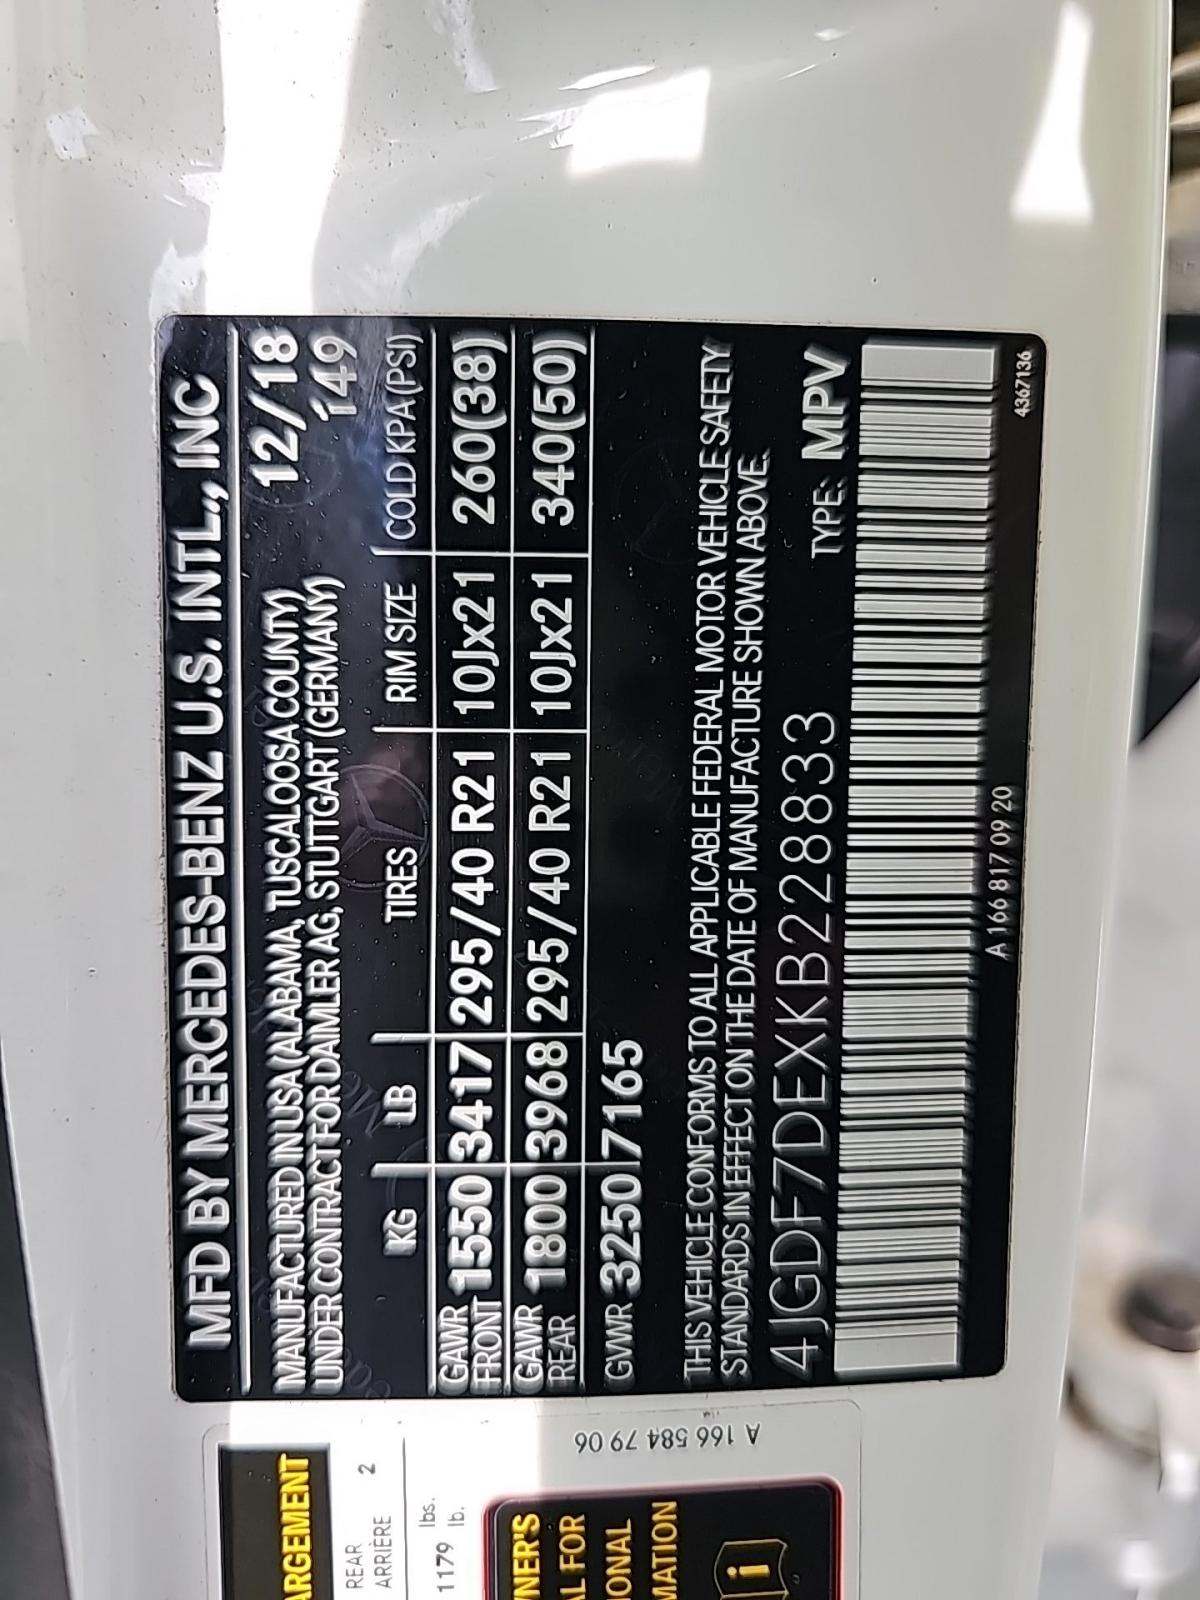 MFD BY MERCEDES-BENZ U.S. INTL., INC
MANUFACTURED IN USA (ALABAMA, TUSCALOOSA COUNTY) 12/18
UNDER CONTRACT FOR DAIMLER AG, STUTTGART (GERMANY) 149
KG LB TIRES RIM SIZE COLD KPA (PSI)
GAWR FRONT 1550 3417 295/40 R21 10Jx21 260(38)
GAWR REAR 1800 3968 295/40 R21 10Jx21 340(50)
GVWR 3250 7165
THIS VEHICLE CONFORMS TO ALL APPLICABLE FEDERAL MOTOR VEHICLE SAFETY
STANDARDS IN EFFECT ON THE DATE OF MANUFACTURE SHOWN ABOVE.
4JGDF7DEXKB228833 TYPE: MPV
A 166 817 09 20
4367136
A 166 584 79 06
ARGEMENT
REAR 2
ARRIÈRE
1179 lbs.
lb.
NER'S
AL FOR
IONAL
MATION
i